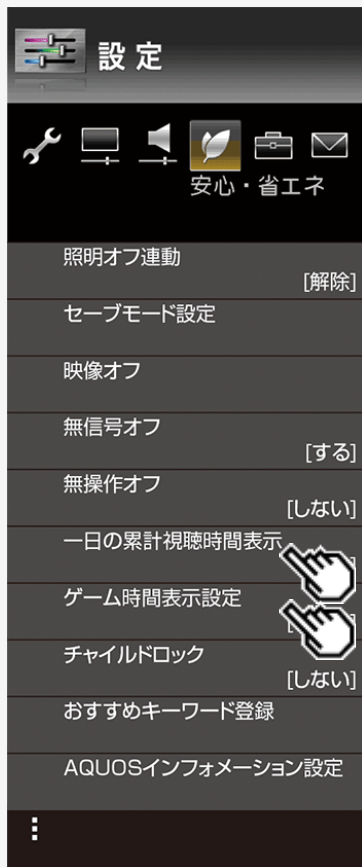 設定
安心・省エネ
照明オフ連動
[解除]
セーブモード設定
映像オフ
無信号オフ
[する]
無操作オフ
[しない]
一日の累計視聴時間表示
ゲーム時間表示設定
チャイルドロック
[しない]
おすすめキーワード登録
AQUOSインフォメーション設定